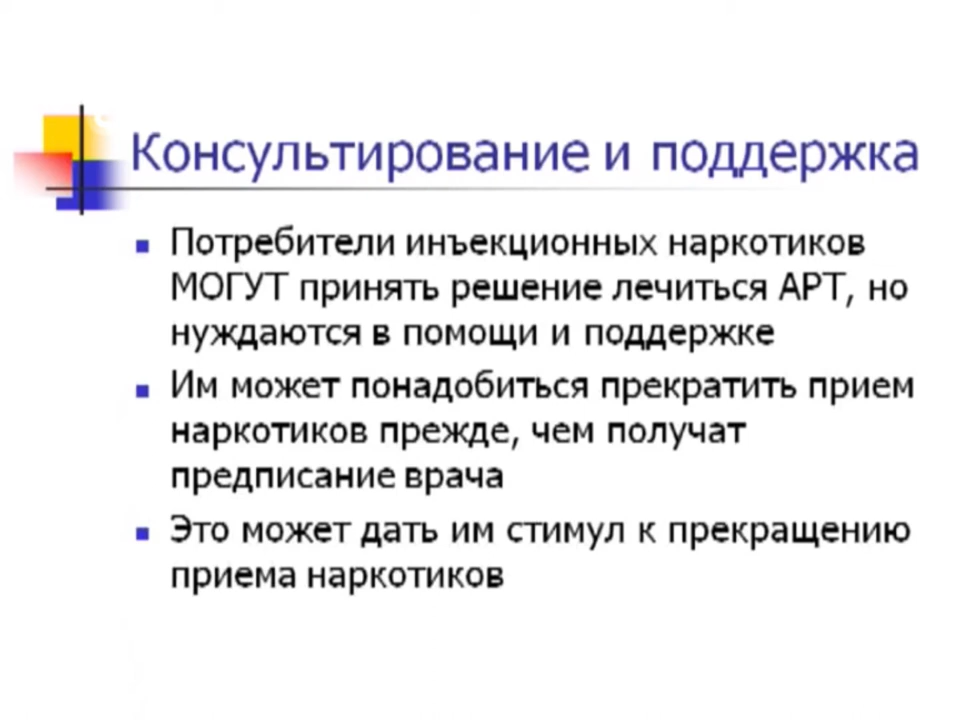 Консультирование и поддержка
Потребители инъекционных наркотиков
МОГУТ принять решение лечиться АРТ, но
нуждаются в помощи и поддержке
Им может понадобиться прекратить прием
наркотиков прежде, чем получат
предписание врача
Это может дать им стимул к прекращению
приема наркотиков